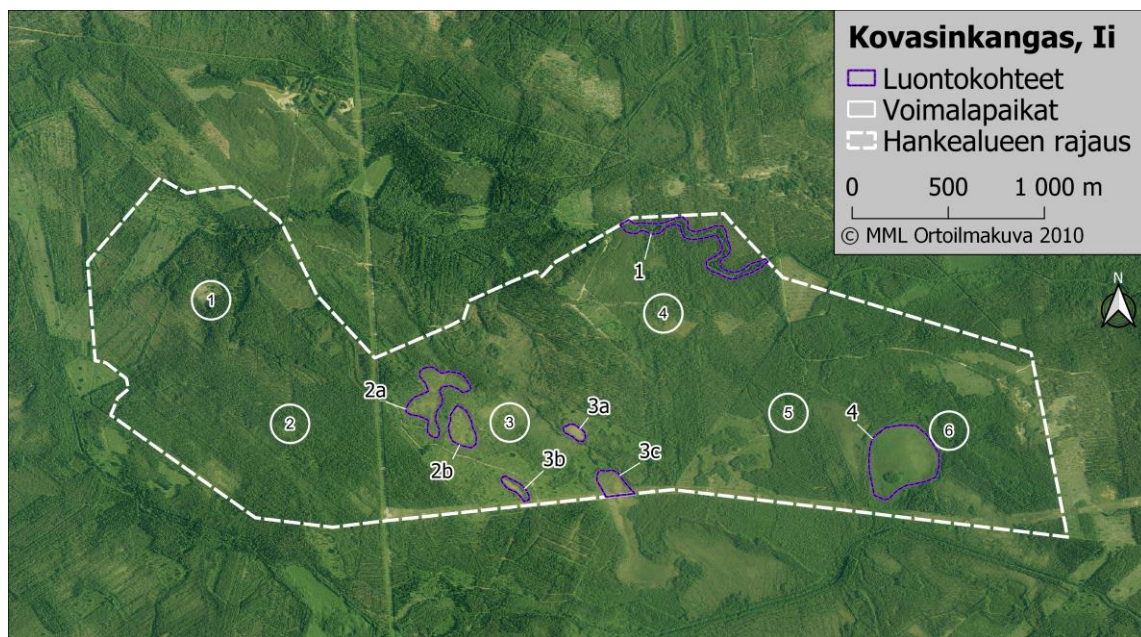 Kovasinkangas, Ii
Luontokohteet
Voimalapaikat
Hankealueen rajaus
0 500 1 000 m
© MML Ortoilmakuva 2010
N
1
1
4
2a
2
3
3a
5
4
6
2b
3b
3c